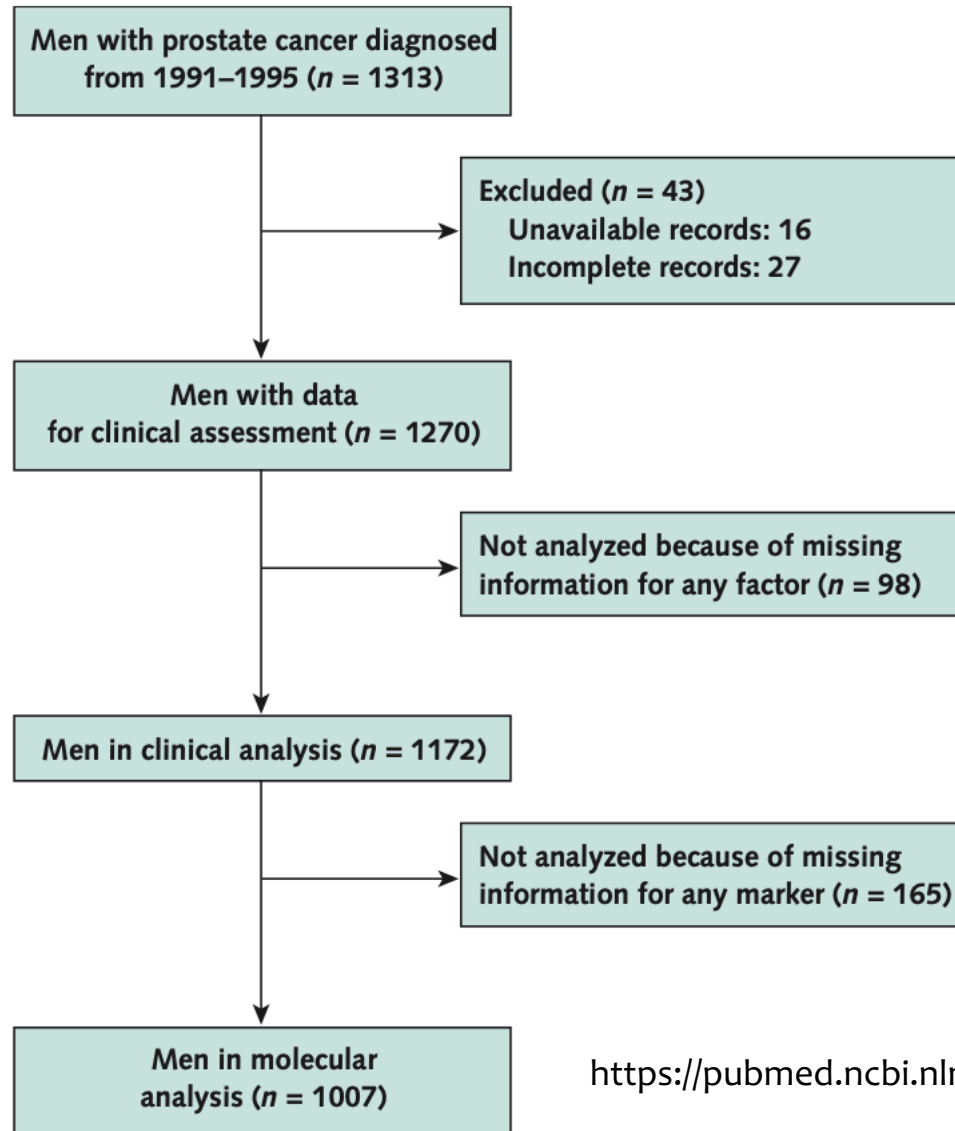 Men with prostate cancer diagnosed
from 1991–1995 (n = 1313)
Excluded (n = 43)
Unavailable records: 16
Incomplete records: 27
Men with data
for clinical assessment (n = 1270)
Not analyzed because of missing
information for any factor (n = 98)
Men in clinical analysis (n = 1172)
Not analyzed because of missing
information for any marker (n = 165)
Men in molecular
analysis (n = 1007)
https://pubmed.ncbi.nlr